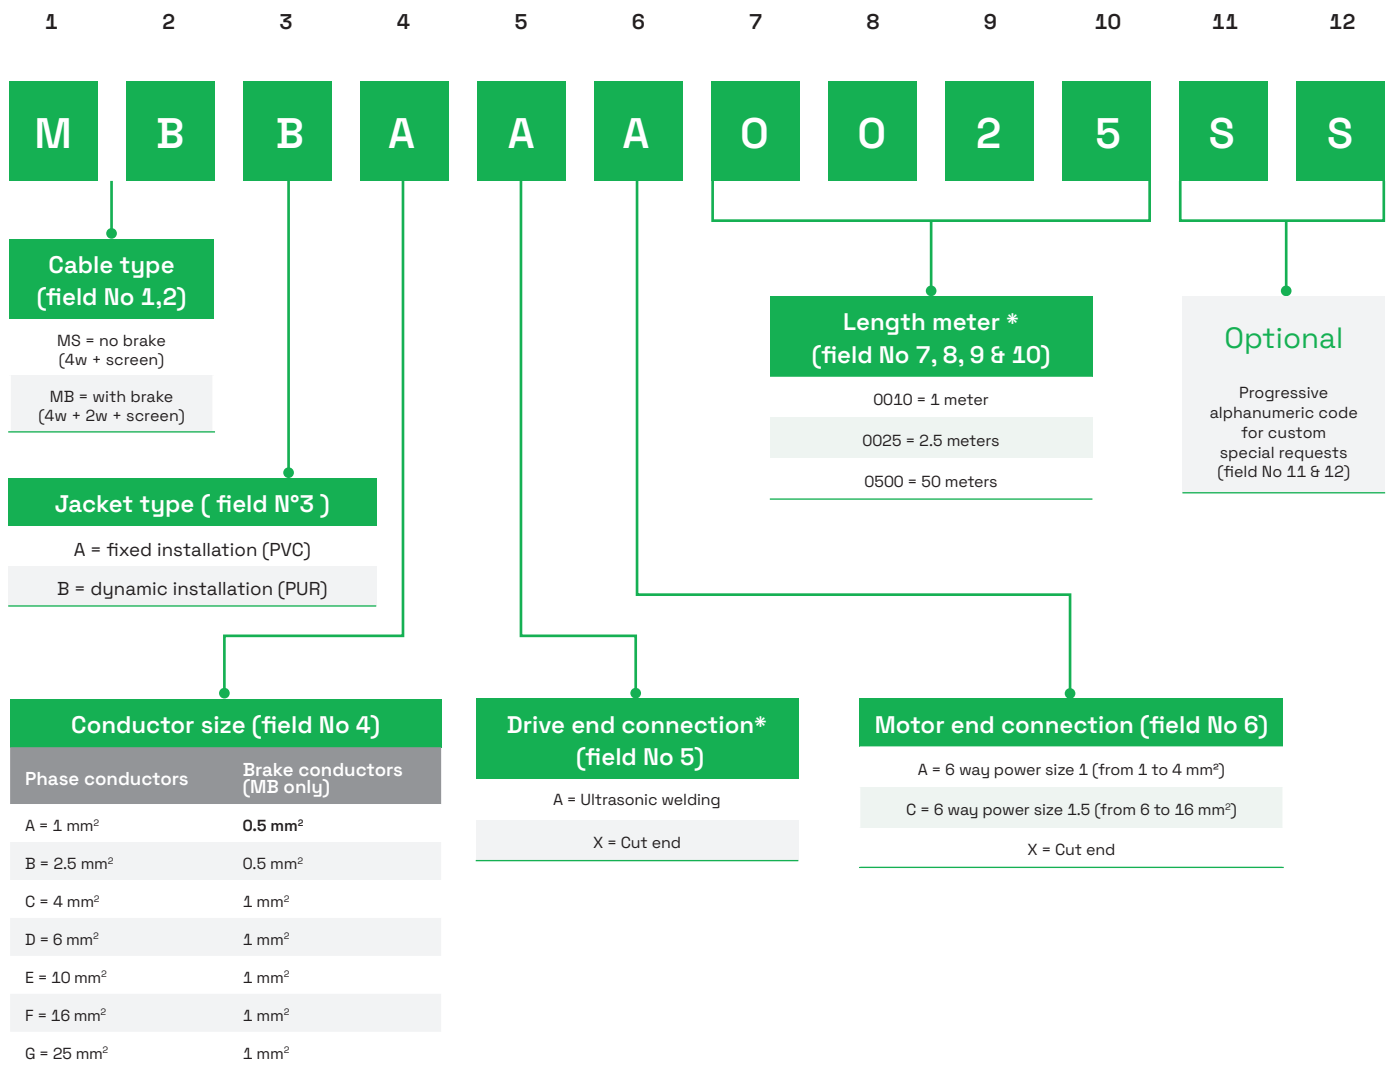 1 2 3 4 5 6 7 8 9 10 11 12
M B B A A A 0 0 2 5 S S
Cable type
(field No 1,2)
MS = no brake
(4w + screen)
MB = with brake
(4w + 2w + screen)
Jacket type ( field N°3 )
A = fixed installation (PVC)
B = dynamic installation (PUR)
Length meter *
(field No 7, 8, 9 & 10)
0010 = 1 meter
0025 = 2.5 meters
0500 = 50 meters
Optional
Progressive
alphanumeric code
for custom
special requests
(field No 11 & 12)
Conductor size (field No 4)
Phase conductors
Brake conductors
(MB only)
A = 1 mm² 0.5 mm²
B = 2.5 mm² 0.5 mm²
C = 4 mm² 1 mm²
D = 6 mm² 1 mm²
E = 10 mm² 1 mm²
F = 16 mm² 1 mm²
G = 25 mm² 1 mm²
Drive end connection*
(field No 5)
A = Ultrasonic welding
X = Cut end
Motor end connection (field No 6)
A = 6 way power size 1 (from 1 to 4 mm²)
C = 6 way power size 1.5 (from 6 to 16 mm²)
X = Cut end